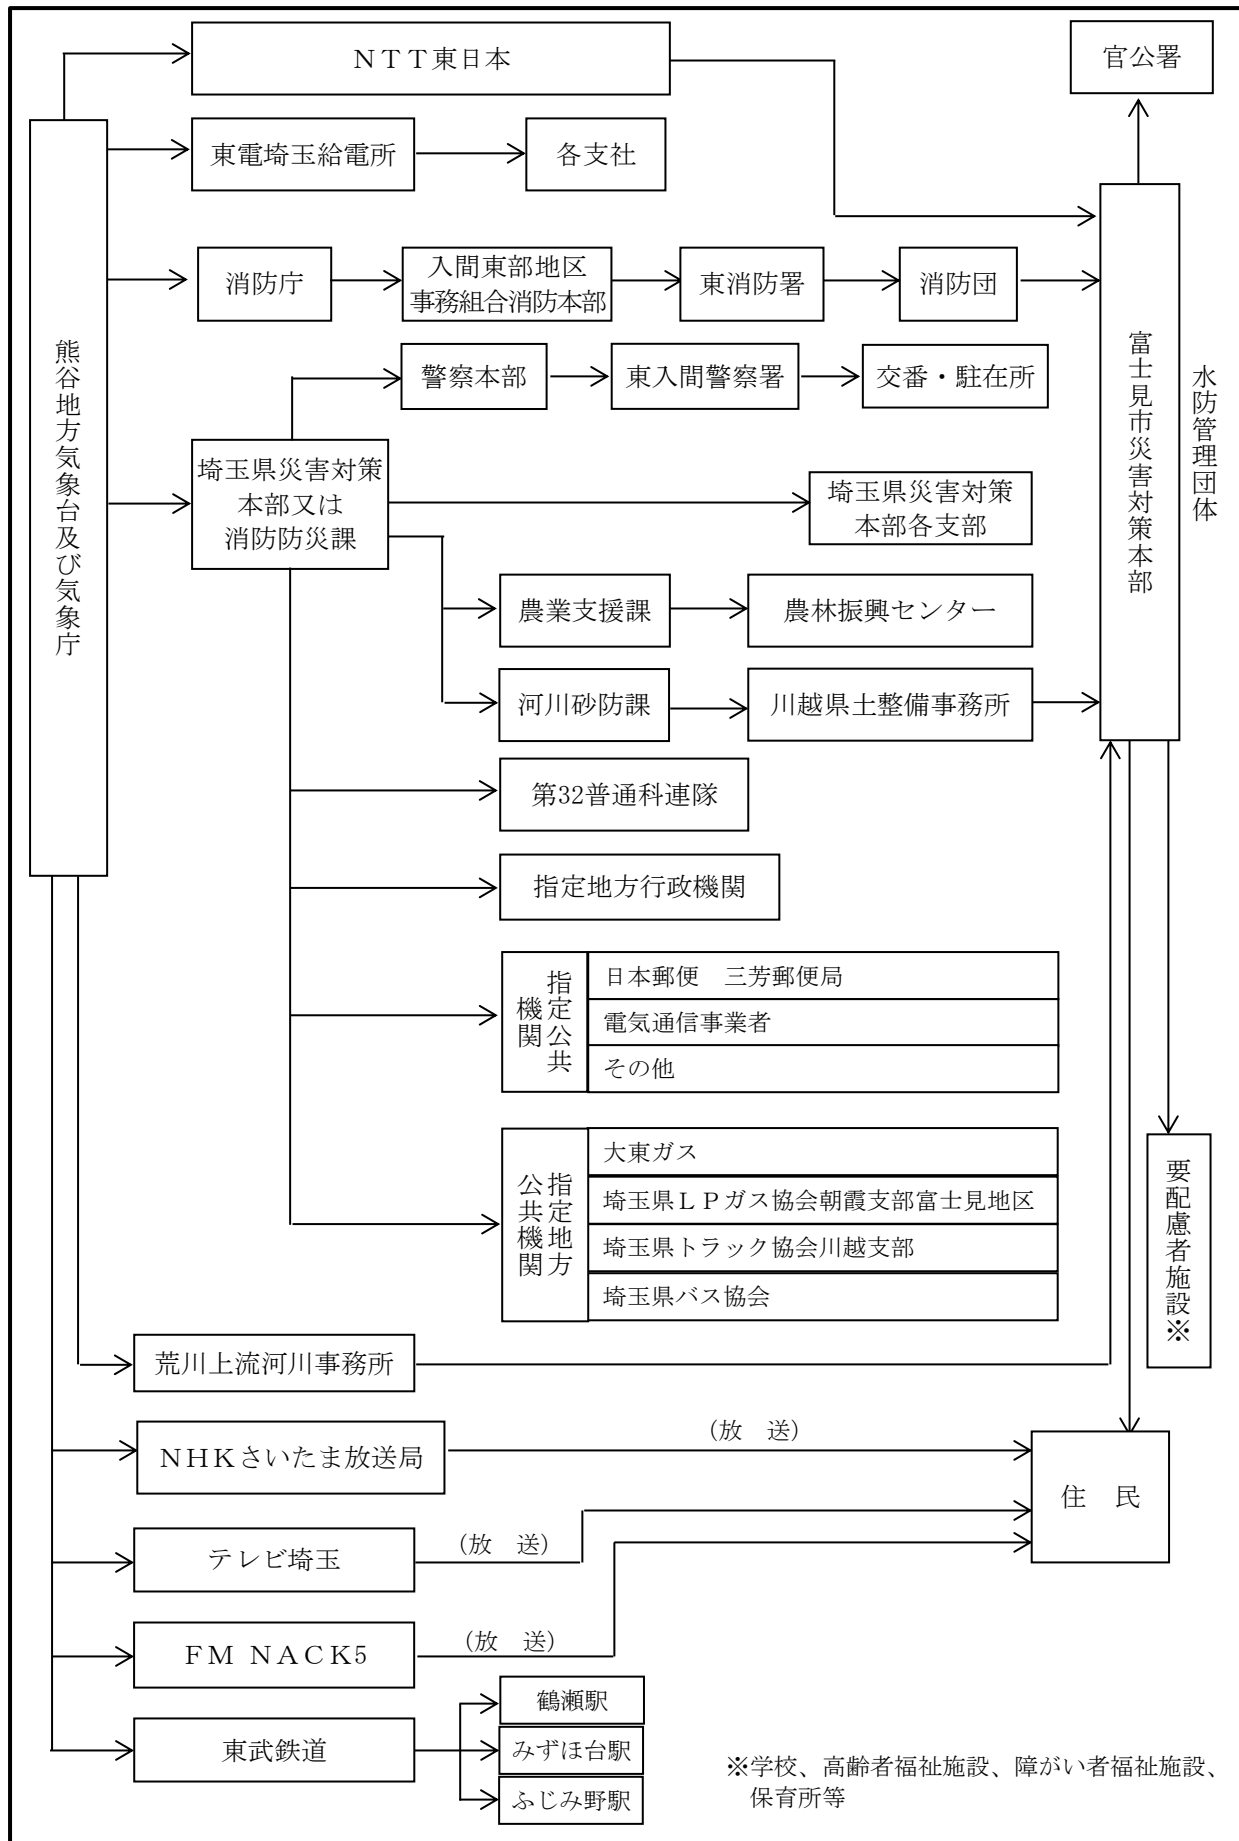 ＮＴＴ東日本
官公署
東電埼玉給電所
各支社
消防庁
入間東部地区
事務組合消防本部
東消防署
消防団
熊谷地方気象台及び気象庁
富士見市災害対策本部
水防管理団体
警察本部
東入間警察署
交番・駐在所
埼玉県災害対策
本部又は
消防防災課
埼玉県災害対策
本部各支部
農業支援課
農林振興センター
河川砂防課
川越県土整備事務所
第32普通科連隊
指定地方行政機関
指定公共
機関
日本郵便　三芳郵便局
電気通信事業者
その他
指定地方
公共機関
大東ガス
埼玉県ＬＰガス協会朝霞支部富士見地区
埼玉県トラック協会川越支部
埼玉県バス協会
要配慮者施設※
荒川上流河川事務所
ＮＨＫさいたま放送局
（放　送）
住　民
テレビ埼玉
（放　送）
ＦＭ ＮＡＣＫ5
（放　送）
東武鉄道
鶴瀬駅
みずほ台駅
ふじみ野駅
※学校、高齢者福祉施設、障がい者福祉施設、
保育所等